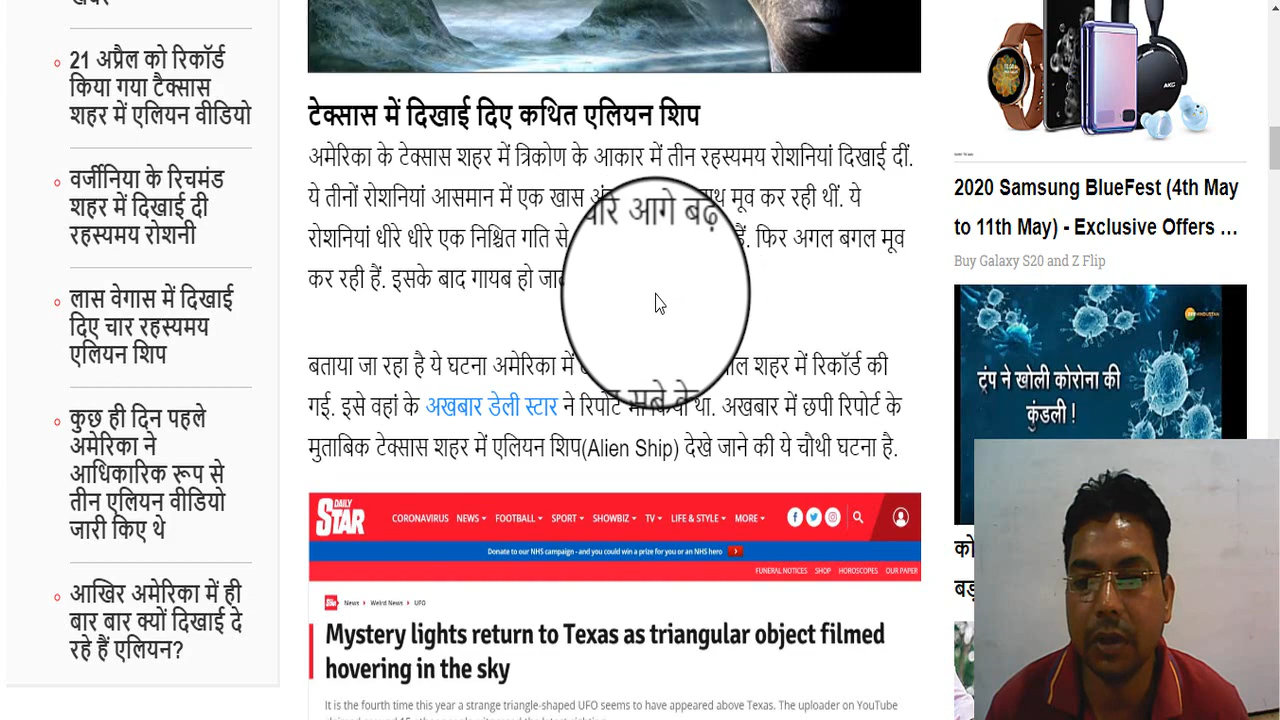 21 अप्रैल को रिकॉर्ड
किया गया टैक्सास
शहर में एलियन वीडियो
वर्जीनिया के रिचमंड
शहर में दिखाई दी
रहस्यमय रोशनी
लास वेगास में दिखाई
दिए चार रहस्यमय
एलियन शिप
कुछ ही दिन पहले
अमेरिका ने
आधिकारिक रूप से
तीन एलियन वीडियो
जारी किए थे
आखिर अमेरिका में ही
बार बार क्यों दिखाई दे
रहे हैं एलियन?
टेक्सास में दिखाई दिए कथित एलियन शिप
अमेरिका के टेक्सास शहर में त्रिकोण के आकार में तीन रहस्यमय रोशनियां दिखाई दीं.
ये तीनों रोशनियां आसमान में एक खास मूव कर रही थीं. ये
रोशनियां धीरे धीरे एक निश्चित गति से आगे बढ़ हैं. फिर अगल बगल मूव
कर रही हैं. इसके बाद गायब हो
बताया जा रहा है ये घटना अमेरिका में शहर में रिकॉर्ड की
गई. इसे वहां के अखबार डेली स्टार ने रिपोर्ट था. अखबार में छपी रिपोर्ट के
मुताबिक टेक्सास शहर में एलियन शिप(Alien Ship) देखे जाने की ये चौथी घटना है.
DAILY STAR
CORONAVIRUS NEWS FOOTBALL SPORT SHOWBIZ TV LIFE & STYLE MORE
Donate to our NHS campaign - and you could win a prize for you or an NHS hero
FUNERAL NOTICES SHOP HOROSCOPES OUR PAPER
News Weird News UFO
Mystery lights return to Texas as triangular object filmed
hovering in the sky
It is the fourth time this year a strange triangle-shaped UFO seems to have appeared above Texas. The uploader on YouTube
AKG
2020 Samsung BlueFest (4th May
to 11th May) - Exclusive Offers ...
Buy Galaxy S20 and Z Flip
ट्रंप ने खोली कोरोना की
कुंडली !